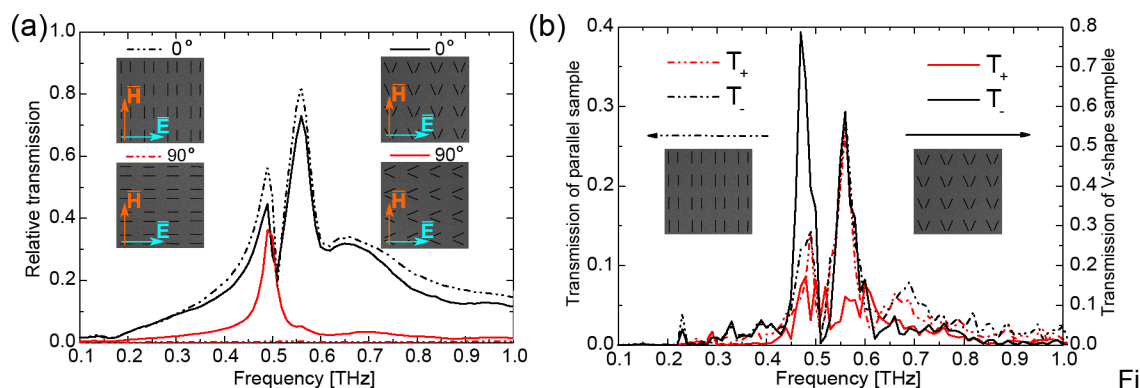 (a)
1.0
0.8
0.6
0.4
0.2
0.0
Relative transmission
0°
H
E
90°
H
E
0°
H
E
90°
H
E
0.1 0.2 0.3 0.4 0.5 0.6 0.7 0.8 0.9 1.0
Frequency [THz]
(b)
0.4
0.3
0.2
0.1
0.0
Transmission of parallel sample
T+
T-
T+
T-
0.8
0.7
0.6
0.5
0.4
0.3
0.2
0.1
0.0
Transmission of V-shape samplele
0.1 0.2 0.3 0.4 0.5 0.6 0.7 0.8 0.9 1.0
Frequency [THz]
Fi